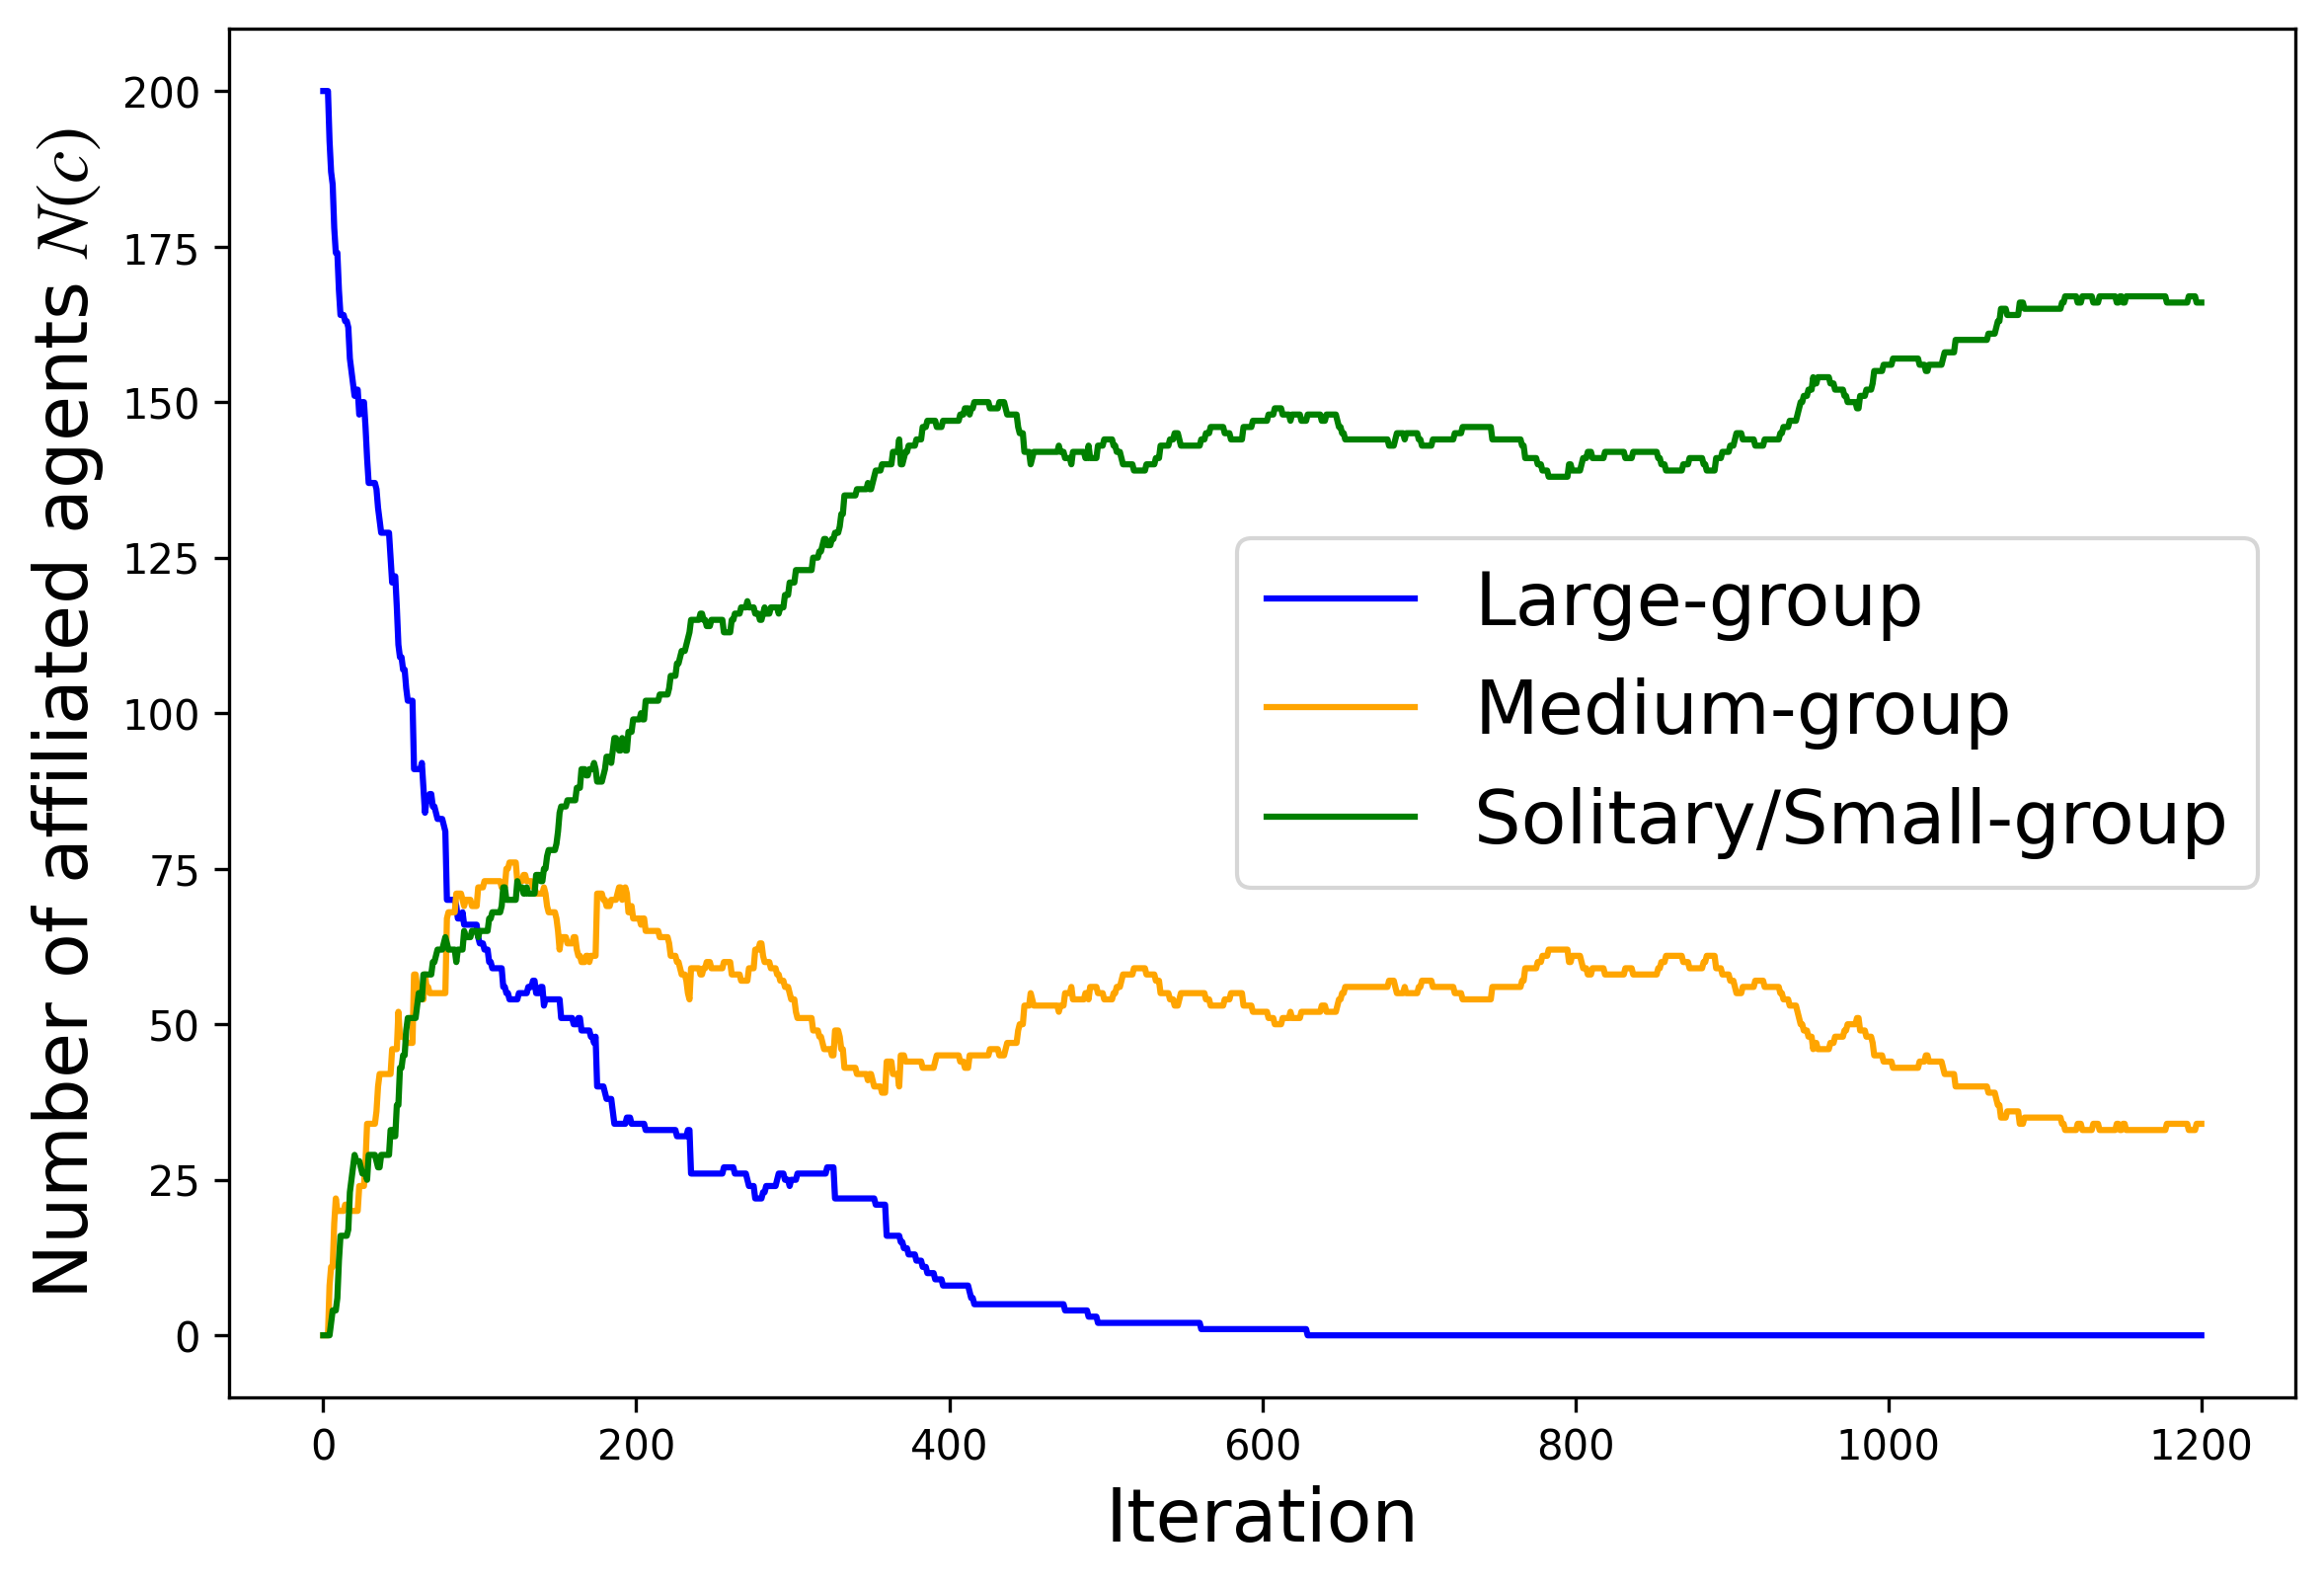 Number of affiliated agents N(c)
200
175
150
125
100
75
50
25
0
Large-group
Medium-group
Solitary/Small-group
0 200 400 600 800 1000 1200
Iteration